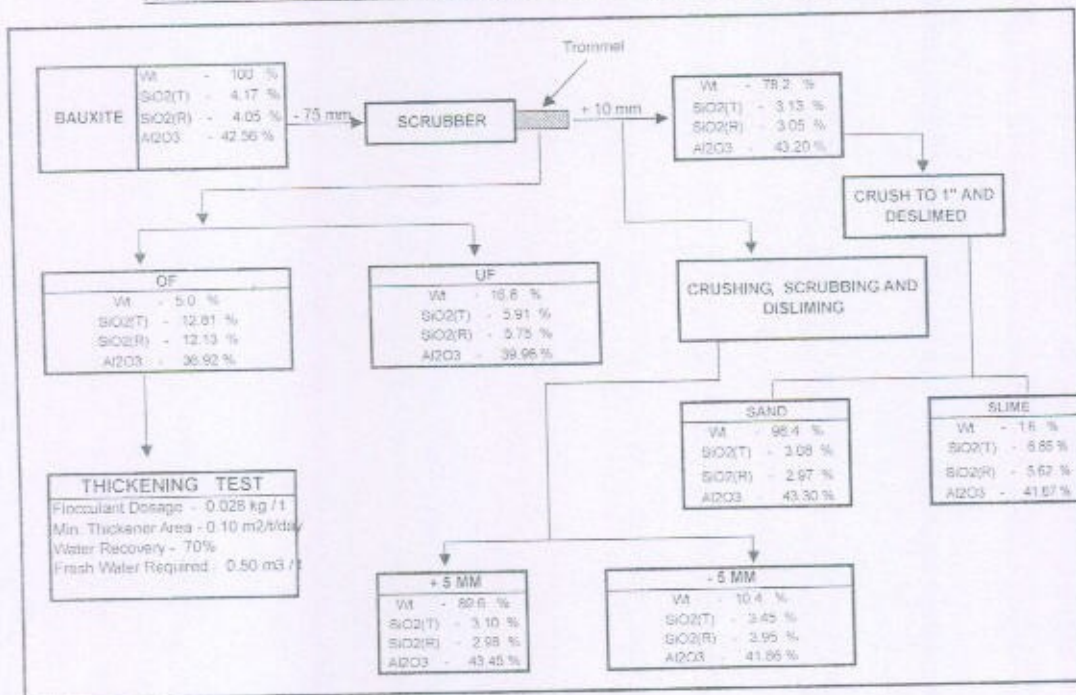 Trommel
BAUXITE
Wt - 100 %
SiO2(T) - 4.17 %
SiO2(R) - 4.05 %
Al2O3 - 42.56 %
- 75 mm
SCRUBBER
+ 10 mm
Wt - 78.2 %
SiO2(T) - 3.13 %
SiO2(R) - 3.05 %
Al2O3 - 43.20 %
CRUSH TO 1" AND
DESLIMED
OF
Wt - 5.0 %
SiO2(T) - 12.81 %
SiO2(R) - 12.13 %
Al2O3 - 36.92 %
UF
Wt - 16.8 %
SiO2(T) - 5.91 %
SiO2(R) - 5.75 %
Al2O3 - 39.96 %
CRUSHING, SCRUBBING AND
DISLIMING
SAND
Wt - 98.4 %
SiO2(T) - 3.08 %
SiO2(R) - 2.97 %
Al2O3 - 43.30 %
SLIME
Wt - 1.6 %
SiO2(T) -
SiO2(R) - 5.62 %
Al2O3 - 41.67 %
THICKENING TEST
Flocculant Dosage - 0.028 kg / t
Min. Thickener Area - 0.10 m2/t/day
Water Recovery - 70%
Fresh Water Required - 0.50 m3 / t
+ 5 MM
Wt - 89.6 %
SiO2(T) - 3.10 %
SiO2(R) - 2.98 %
Al2O3 - 43.45 %
- 5 MM
Wt - 10.4 %
SiO2(T) - 3.45 %
SiO2(R) - 3.95 %
Al2O3 - 41.86 %